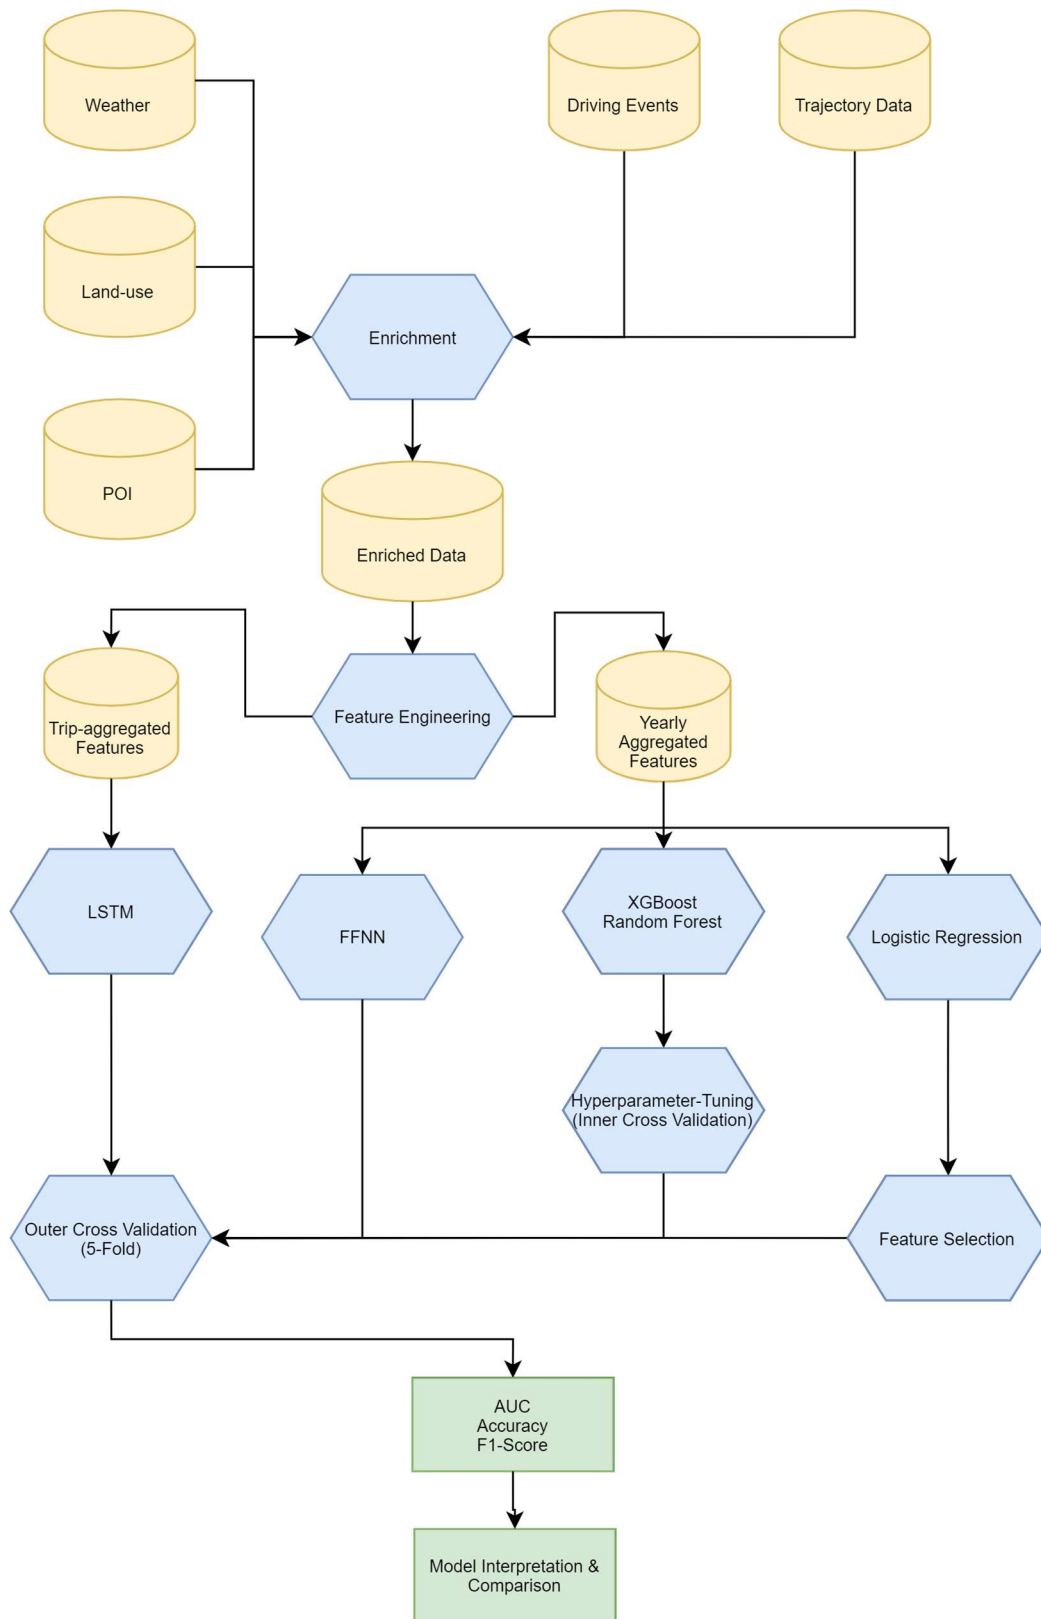 Weather
Driving Events
Trajectory Data
Land-use
Enrichment
POI
Enriched Data
Trip-aggregated
Features
Feature Engineering
Yearly
Aggregated
Features
LSTM
FFNN
XGBoost
Random Forest
Logistic Regression
Hyperparameter-Tuning
(Inner Cross Validation)
Outer Cross Validation
(5-Fold)
Feature Selection
AUC
Accuracy
F1-Score
Model Interpretation &
Comparison